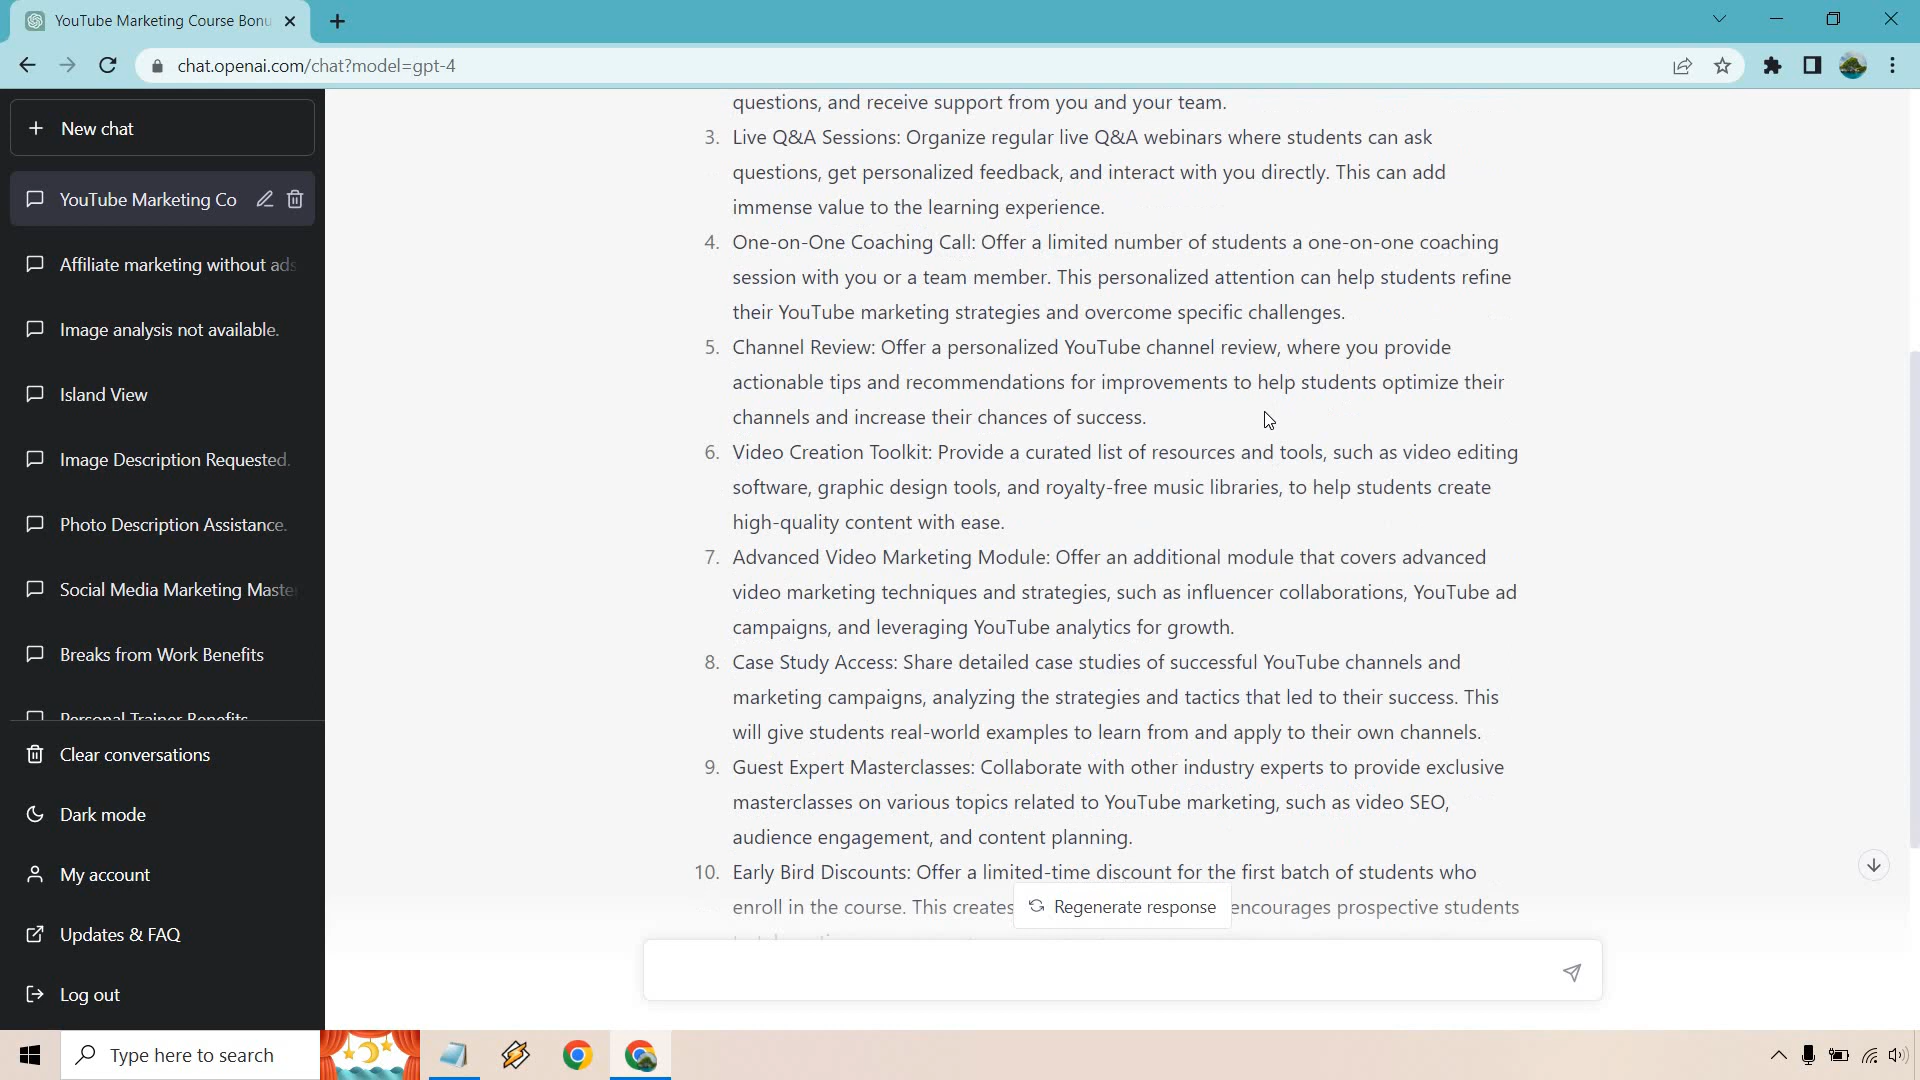 YouTube Marketing Course Bonu
chat.openai.com/chat?model=gpt-4
New chat
YouTube Marketing Co
Affiliate marketing without ads
Image analysis not available.
Island View
Image Description Requested.
Photo Description Assistance.
Social Media Marketing Maste
Breaks from Work Benefits
Personal Trainer Benefits
Clear conversations
Dark mode
My account
Updates & FAQ
Log out
questions, and receive support from you and your team.
3. Live Q&A Sessions: Organize regular live Q&A webinars where students can ask
questions, get personalized feedback, and interact with you directly. This can add
immense value to the learning experience.
4. One-on-One Coaching Call: Offer a limited number of students a one-on-one coaching
session with you or a team member. This personalized attention can help students refine
their YouTube marketing strategies and overcome specific challenges.
5. Channel Review: Offer a personalized YouTube channel review, where you provide
actionable tips and recommendations for improvements to help students optimize their
channels and increase their chances of success.
6. Video Creation Toolkit: Provide a curated list of resources and tools, such as video editing
software, graphic design tools, and royalty-free music libraries, to help students create
high-quality content with ease.
7. Advanced Video Marketing Module: Offer an additional module that covers advanced
video marketing techniques and strategies, such as influencer collaborations, YouTube ad
campaigns, and leveraging YouTube analytics for growth.
8. Case Study Access: Share detailed case studies of successful YouTube channels and
marketing campaigns, analyzing the strategies and tactics that led to their success. This
will give students real-world examples to learn from and apply to their own channels.
9. Guest Expert Masterclasses: Collaborate with other industry experts to provide exclusive
masterclasses on various topics related to YouTube marketing, such as video SEO,
audience engagement, and content planning.
10. Early Bird Discounts: Offer a limited-time discount for the first batch of students who
enroll in the course. This creates encourages prospective students
Regenerate response
Type here to search